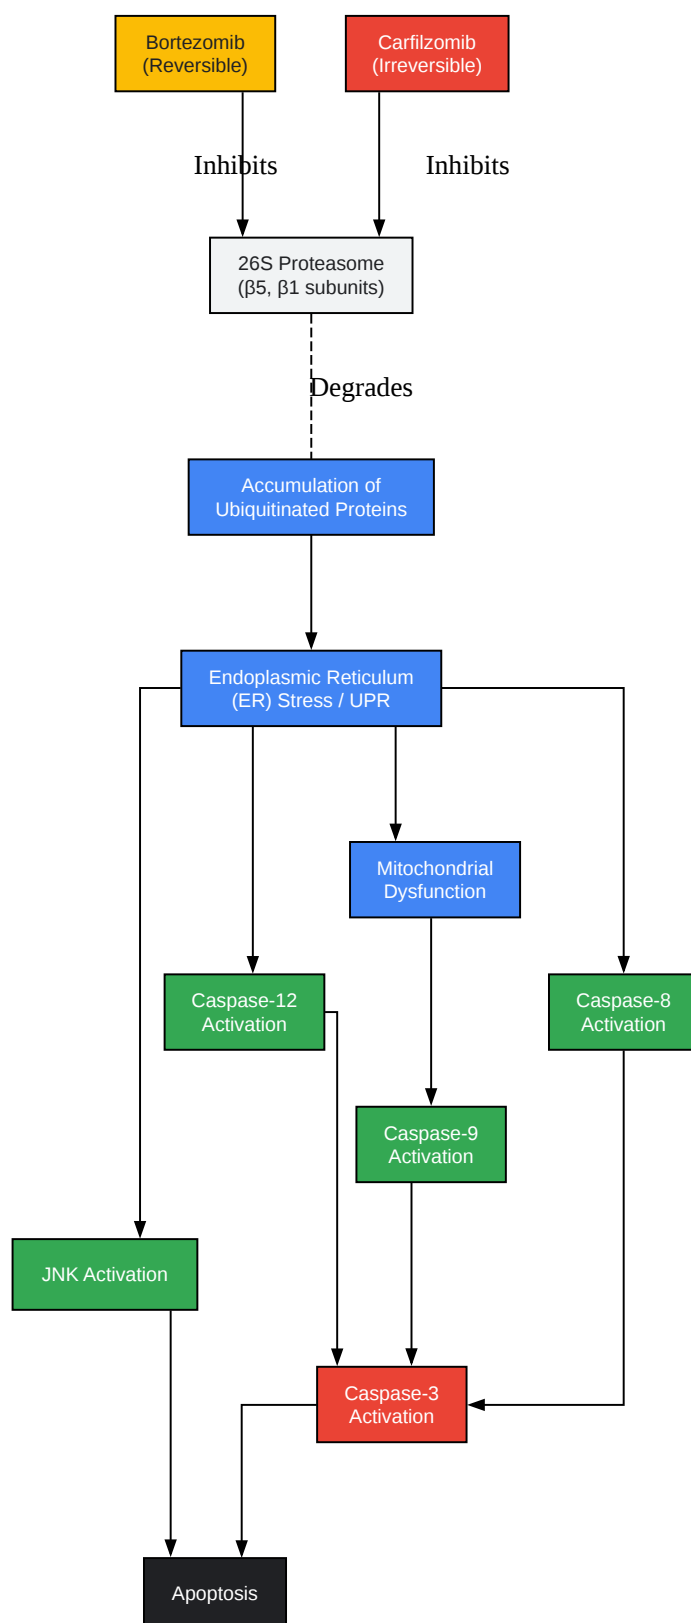 Bortezomib
(Reversible)
Carfilzomib
(Irreversible)
Inhibits
Inhibits
26S Proteasome
(β5, β1 subunits)
Degrades
Accumulation of
Ubiquitinated Proteins
Endoplasmic Reticulum
(ER) Stress / UPR
Mitochondrial
Dysfunction
Caspase-12
Activation
Caspase-8
Activation
Caspase-9
Activation
JNK Activation
Caspase-3
Activation
Apoptosis